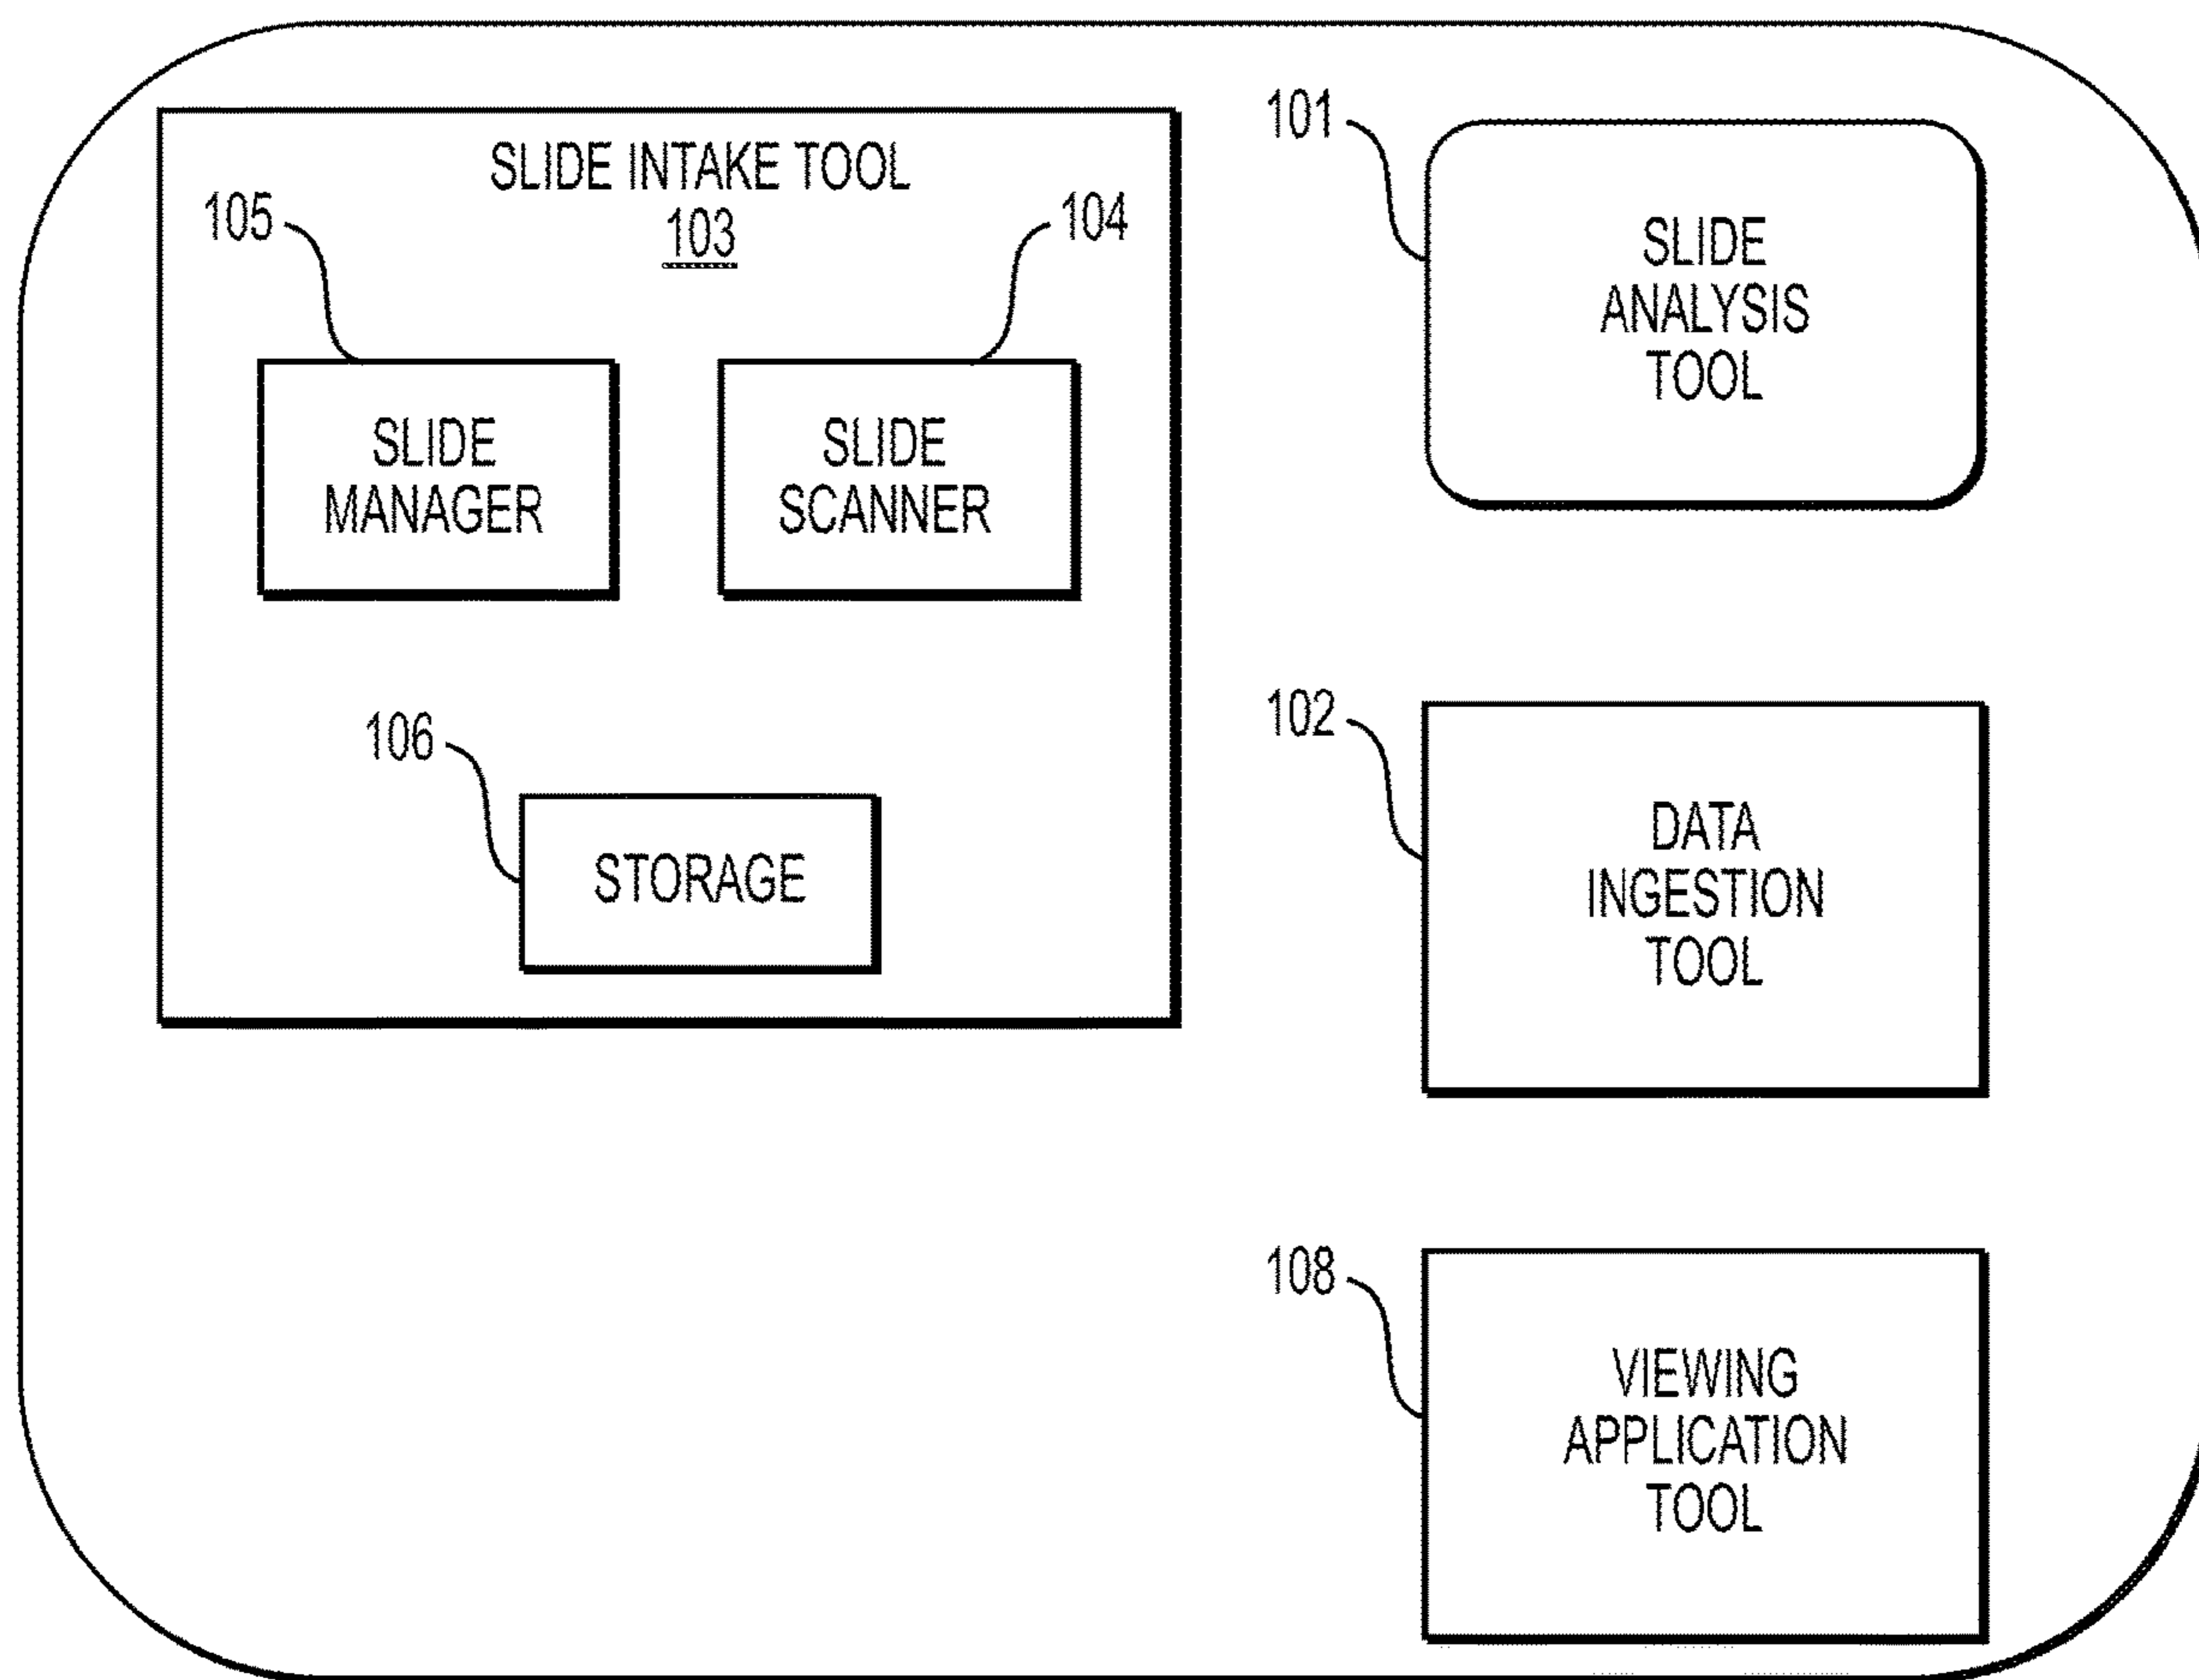 SLIDE INTAKE TOOL
103
105
104
SLIDE
MANAGER
SLIDE
SCANNER
106
STORAGE
101
SLIDE
ANALYSIS
TOOL
102
DATA
INGESTION
TOOL
108
VIEWING
APPLICATION
TOOL